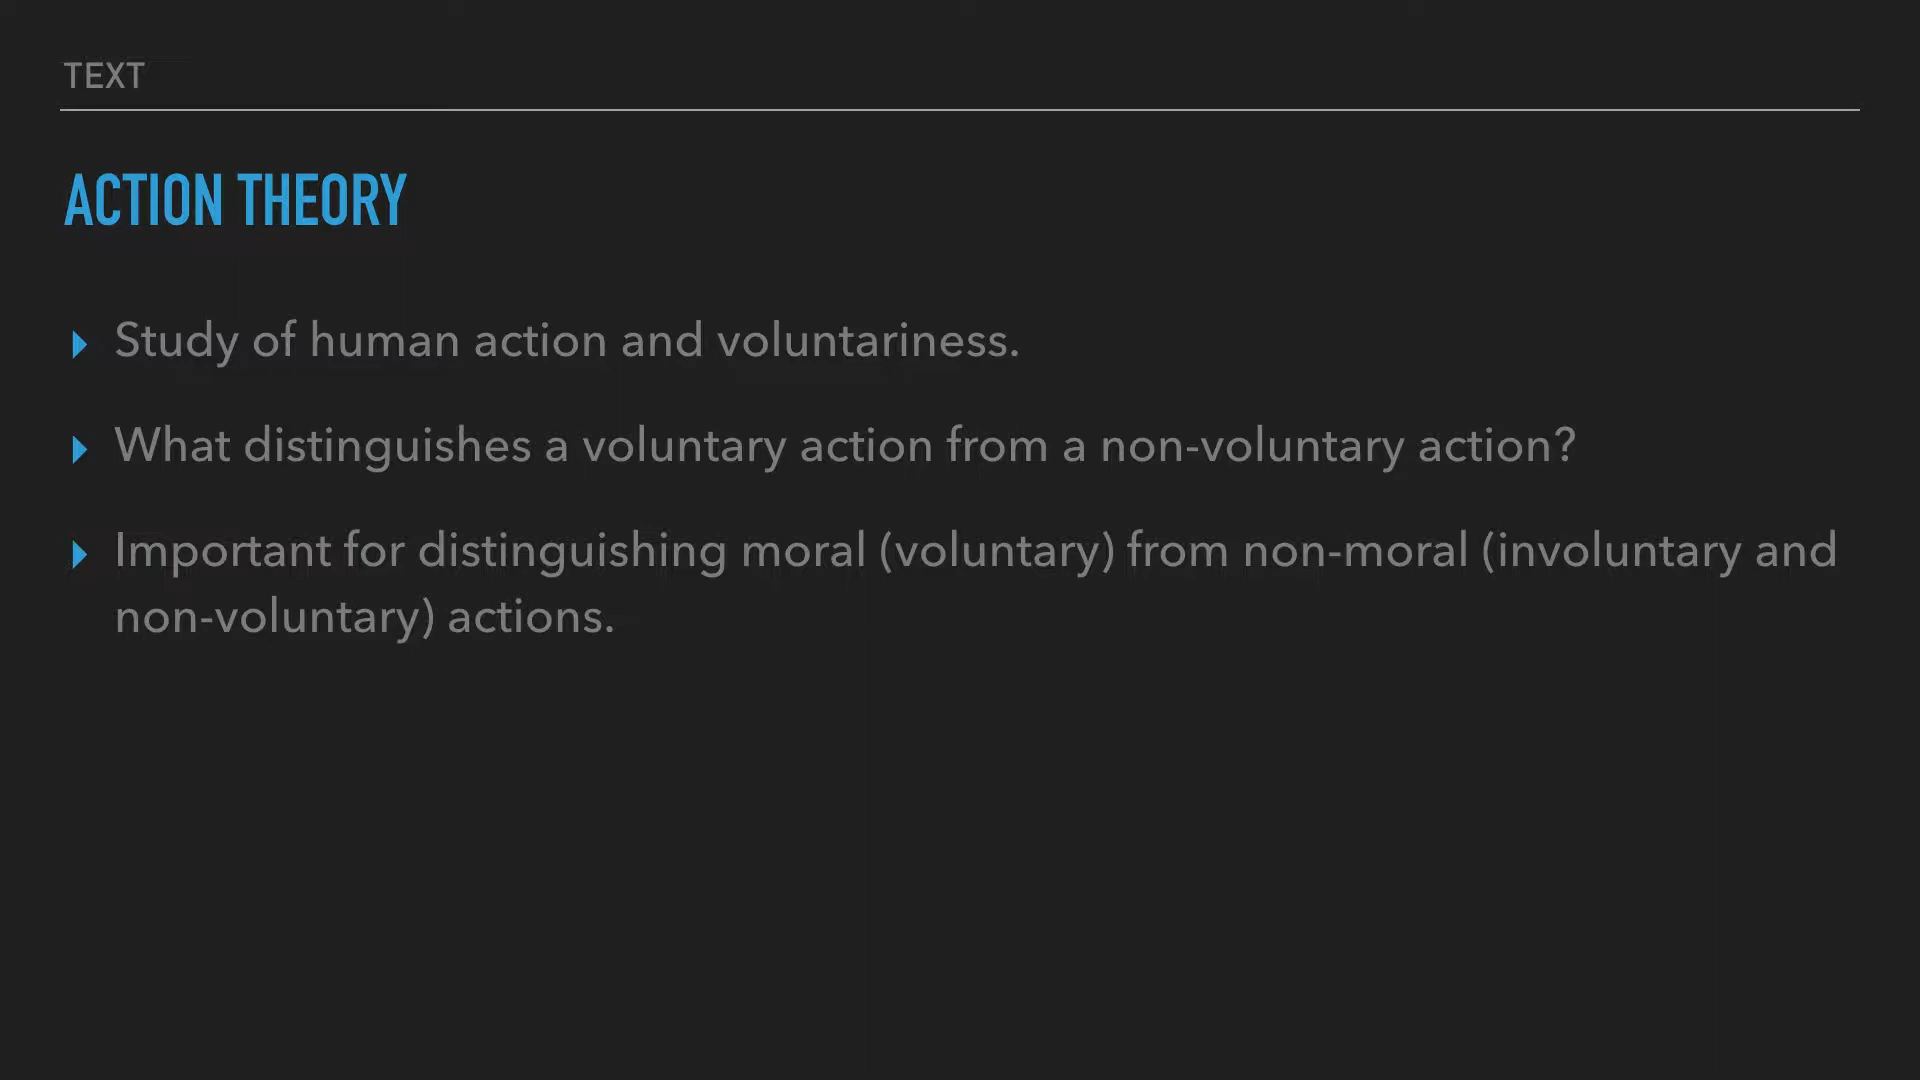 TEXT
ACTION THEORY
Study of human action and voluntariness.
What distinguishes a voluntary action from a non-voluntary action?
Important for distinguishing moral (voluntary) from non-moral (involuntary and
non-voluntary) actions.